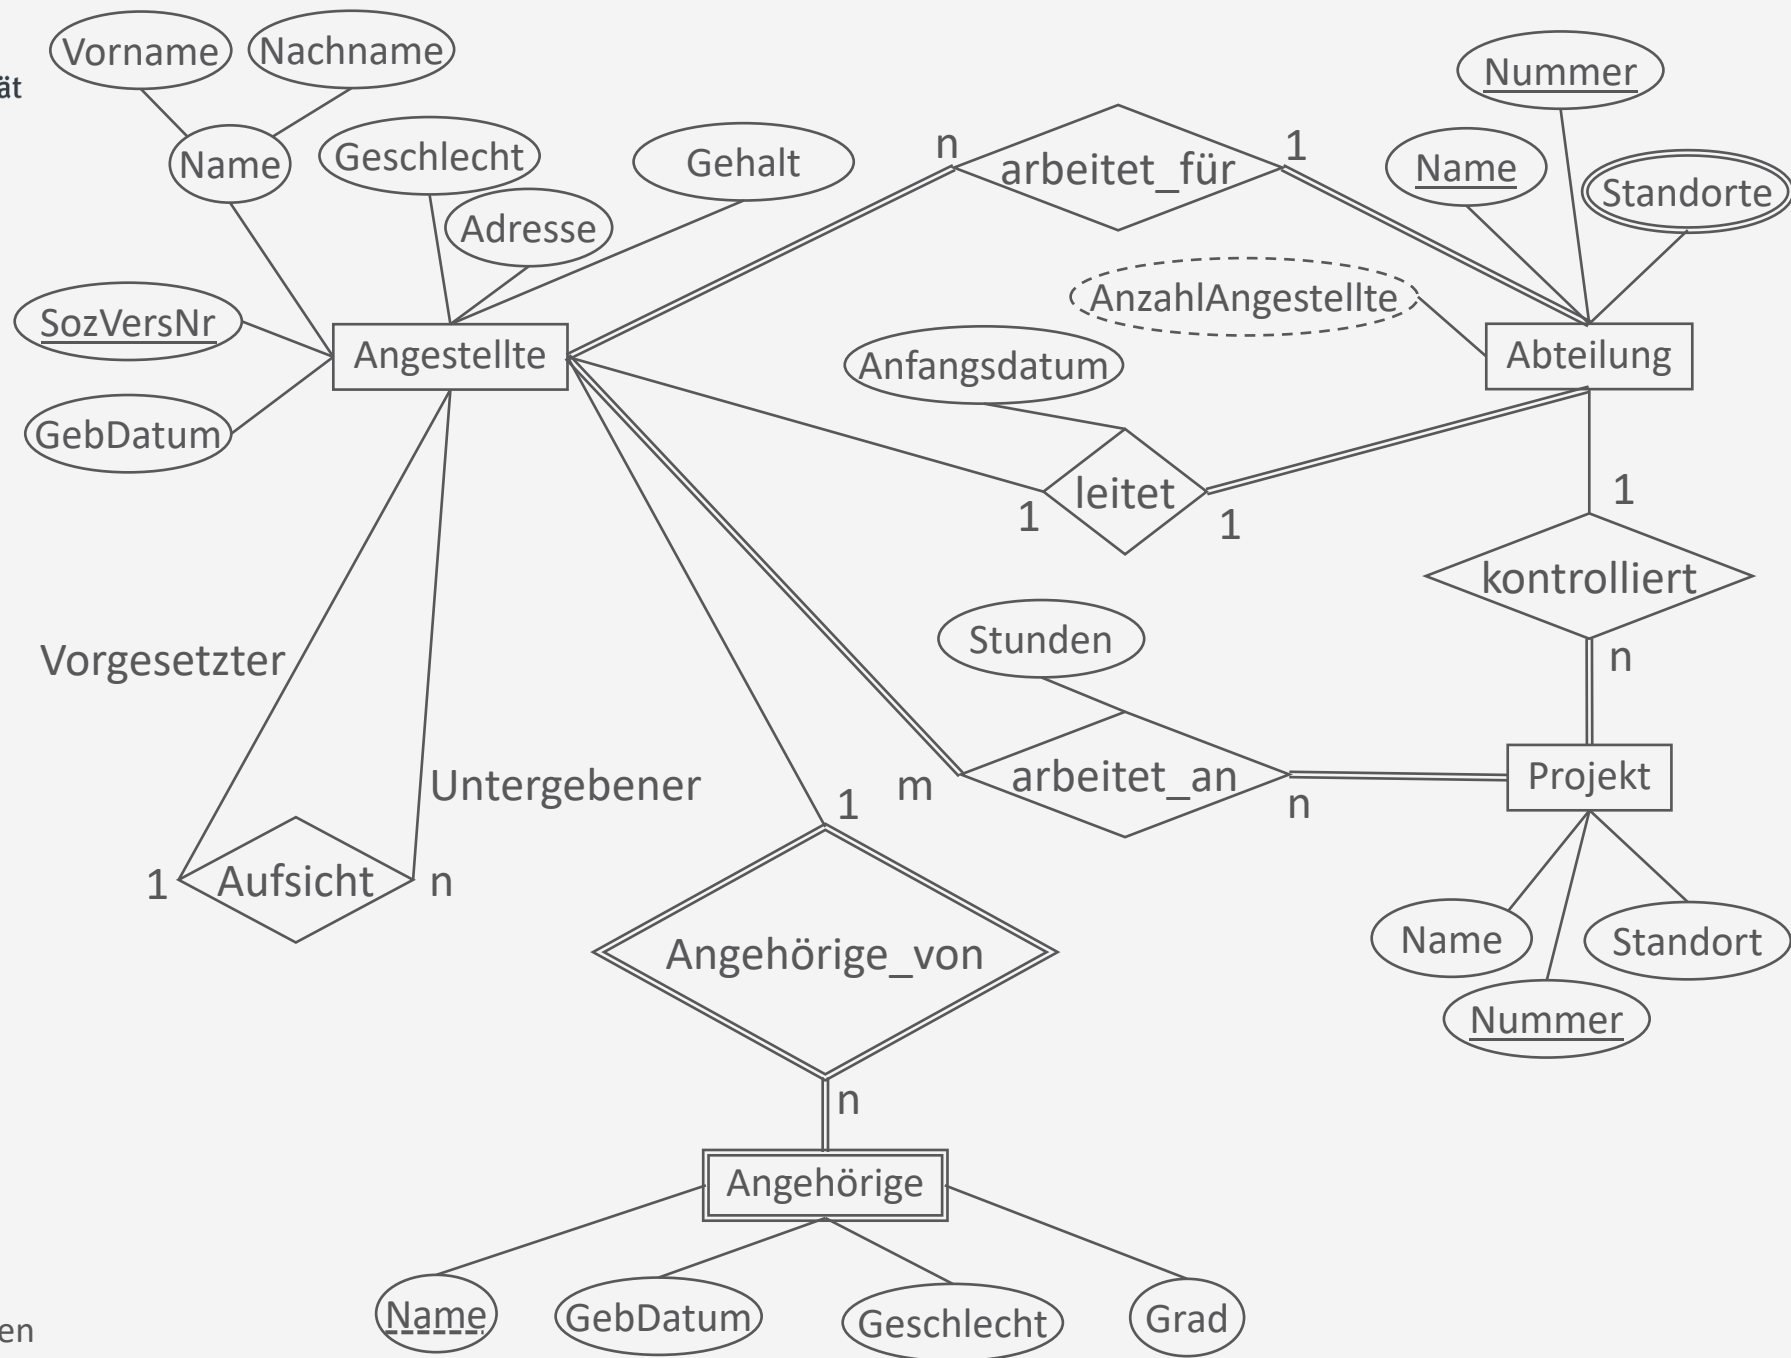 Vorname
Nachname
Nummer
ät
Name
Geschlecht
Gehalt
n
arbeitet_für
1
Name
Standorte
Adresse
AnzahlAngestellte
SozVersNr
Angestellte
Anfangsdatum
Abteilung
GebDatum
leitet
1
1
1
kontrolliert
n
Stunden
Vorgesetzter
Untergebener
1
m
arbeitet_an
n
Projekt
1
Aufsicht
n
Angehörige_von
Name
Standort
Nummer
n
Angehörige
Name
GebDatum
Geschlecht
Grad
en